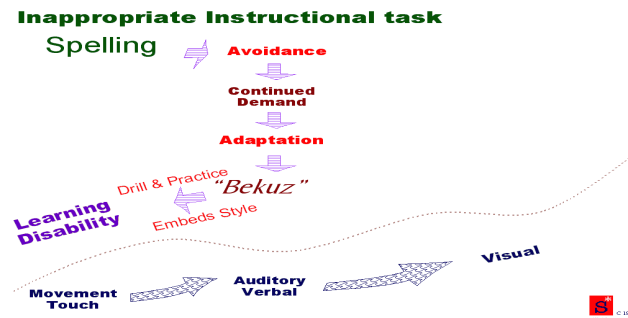 Inappropriate Instructional task
Spelling
Avoidance
Continued
Demand
Adaptation
"Bekuz"
Drill & Practice
Embeds Style
Learning
Disability
Movement
Touch
Auditory
Verbal
Visual
S